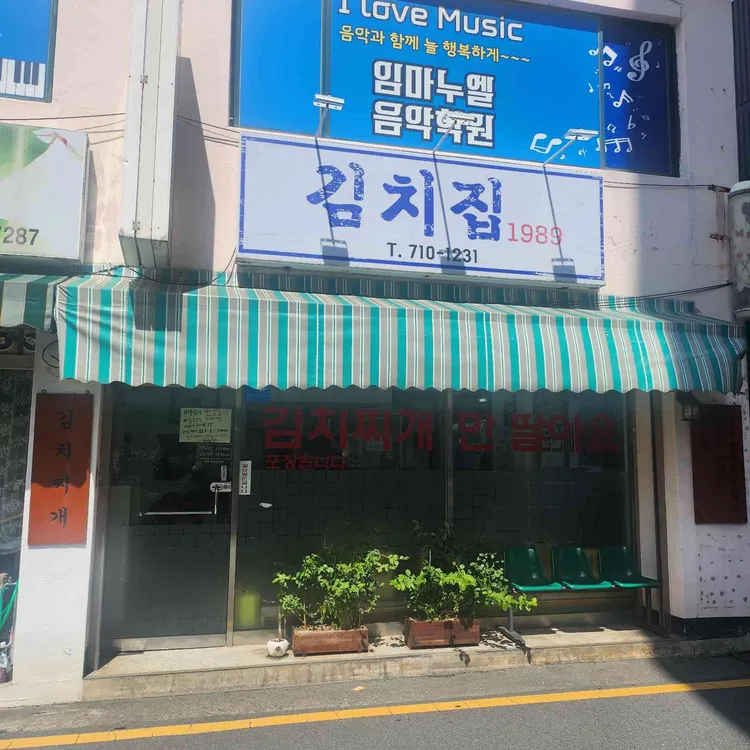 I love Music
음악과 함께 늘 행복하게~~~
임마누엘
음악학원
김치집 1989
T. 710-1231
287
김치찌개
김치찌개 만 팔아요
포장됩니다